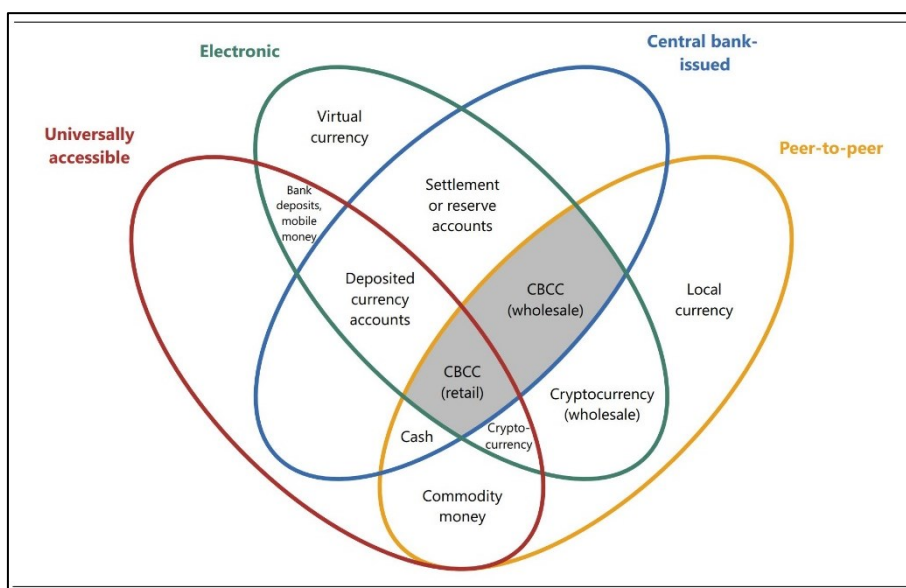 Electronic
Central bank-
issued
Universally
accessible
Peer-to-peer
Virtual
currency
Bank
deposits,
mobile
money
Settlement
or reserve
accounts
Deposited
currency
accounts
CBCC
(wholesale)
Local
currency
CBCC
(retail)
Cryptocurrency
(wholesale)
Cash
Crypto-
currency
Commodity
money